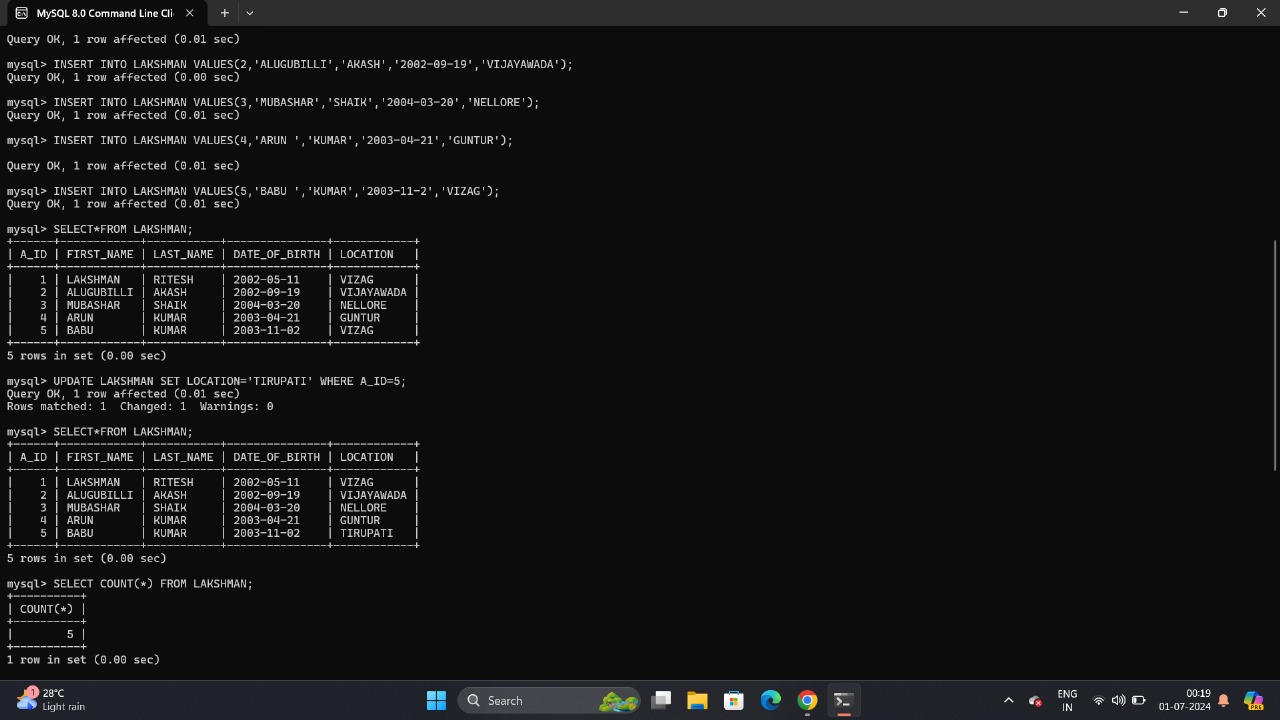 MySQL 8.0 Command Line Cli
Query OK, 1 row affected (0.01 sec)
mysql> INSERT INTO LAKSHMAN VALUES(2,'ALUGUBILLI','AKASH','2002-09-19','VIJAYAWADA');
Query OK, 1 row affected (0.00 sec)
mysql> INSERT INTO LAKSHMAN VALUES(3,'MUBASHAR','SHAIK','2004-03-20','NELLORE');
Query OK, 1 row affected (0.01 sec)
mysql> INSERT INTO LAKSHMAN VALUES(4,'ARUN ','KUMAR','2003-04-21','GUNTUR');
Query OK, 1 row affected (0.01 sec)
mysql> INSERT INTO LAKSHMAN VALUES(5,'BABU ','KUMAR','2003-11-2','VIZAG');
Query OK, 1 row affected (0.01 sec)
mysql> SELECT*FROM LAKSHMAN;
+------+------------+-----------+---------------+------------+
| A_ID | FIRST_NAME | LAST_NAME | DATE_OF_BIRTH | LOCATION   |
+------+------------+-----------+---------------+------------+
|    1 | LAKSHMAN   | RITESH    | 2002-05-11    | VIZAG      |
|    2 | ALUGUBILLI | AKASH     | 2002-09-19    | VIJAYAWADA |
|    3 | MUBASHAR   | SHAIK     | 2004-03-20    | NELLORE    |
|    4 | ARUN       | KUMAR     | 2003-04-21    | GUNTUR     |
|    5 | BABU       | KUMAR     | 2003-11-02    | VIZAG      |
+------+------------+-----------+---------------+------------+
5 rows in set (0.00 sec)
mysql> UPDATE LAKSHMAN SET LOCATION='TIRUPATI' WHERE A_ID=5;
Query OK, 1 row affected (0.01 sec)
Rows matched: 1  Changed: 1  Warnings: 0
mysql> SELECT*FROM LAKSHMAN;
+------+------------+-----------+---------------+------------+
| A_ID | FIRST_NAME | LAST_NAME | DATE_OF_BIRTH | LOCATION   |
+------+------------+-----------+---------------+------------+
|    1 | LAKSHMAN   | RITESH    | 2002-05-11    | VIZAG      |
|    2 | ALUGUBILLI | AKASH     | 2002-09-19    | VIJAYAWADA |
|    3 | MUBASHAR   | SHAIK     | 2004-03-20    | NELLORE    |
|    4 | ARUN       | KUMAR     | 2003-04-21    | GUNTUR     |
|    5 | BABU       | KUMAR     | 2003-11-02    | TIRUPATI   |
+------+------------+-----------+---------------+------------+
5 rows in set (0.00 sec)
mysql> SELECT COUNT(*) FROM LAKSHMAN;
+----------+
| COUNT(*) |
+----------+
|        5 |
+----------+
1 row in set (0.00 sec)
1
28°C
Light rain
Search
ENG
IN
00:19
01-07-2024
PRE